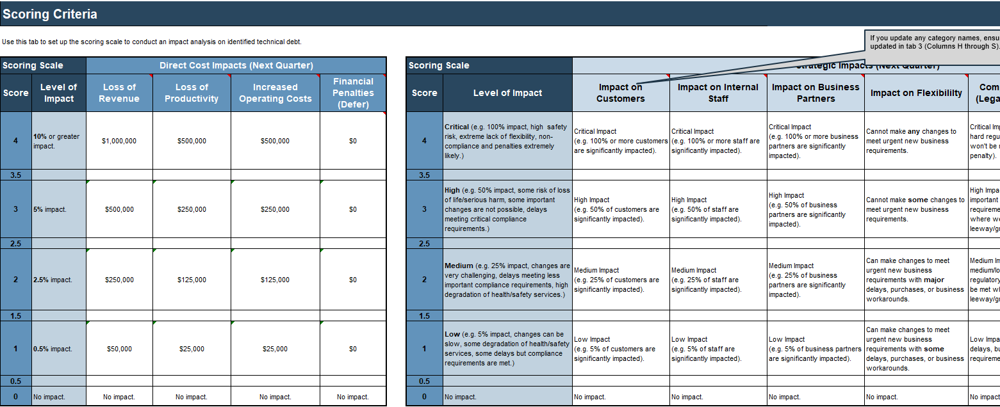 Scoring Criteria
Use this tab to set up the scoring scale to conduct an impact analysis on identified technical debt.
If you update any category names, ensu
updated in tab 3 (Columns H through S).
Scoring Scale
Direct Cost Impacts (Next Quarter)
Score
Level of
Impact
Loss of
Revenue
Loss of
Productivity
Increased
Operating Costs
Financial
Penalties
(Defer)
4
10% or greater
impact.
$1,000,000
$500,000
$500,000
$0
3.5
3
5% impact.
$500,000
$250,000
$250,000
$0
2.5
2
2.5% impact.
$250,000
$125,000
$125,000
$0
1.5
1
0.5% impact.
$50,000
$25,000
$25,000
$0
0.5
0
No impact.
No impact.
No impact.
No impact.
No impact.
Scoring Scale
Strategic Impacts (Next Quarter)
Score
Level of Impact
Impact on
Customers
Impact on Internal
Staff
Impact on Business
Partners
Impact on Flexibililty
Com
(Lega
4
Critical (e.g. 100% impact, high safety
risk, extreme lack of flexibility, non-
compliance and penalties extremely
likely.)
Critical Impact
(e.g. 100% or more customers
are significantly impacted).
Critical Impact
(e.g. 100% or more staff are
significantly impacted).
Critical Impact
(e.g. 100% or more business
partners are significantly
impacted).
Cannot make any changes to
meet urgent new business
requirements.
Critical Imp
hard regu
won't be
penalty).
3.5
3
High (e.g. 50% impact, some risk of loss
of life/serious harm, some important
changes are not possible, delays
meeting critical compliance
requirements.)
High Impact
(e.g. 50% of customers are
significantly impacted).
High Impact
(e.g. 50% of staff are
significantly impacted).
High Impact
(e.g. 50% of business
partners are significantly
impacted).
Cannot make some changes to
meet urgent new business
requirements.
High Impa
important
requireme
where we
leeway/gr
2.5
2
Medium (e.g. 25% impact, changes are
very challenging, delays meeting less
important compliance requirements, high
degradation of health/safety services.)
Medium Impact
(e.g. 25% of customers are
significantly impacted).
Medium Impact
(e.g. 25% of staff are
significantly impacted).
Medium Impact
(e.g. 25% of business
partners are significantly
impacted).
Can make changes to meet
urgent new business
requirements with major
delays, purchases, or business
workarounds.
Medium Im
medium/lo
regulatory
be met wh
leeway/gr
1.5
1
Low (e.g. 5% impact, changes can be
slow, some degradation of health/safety
services, some delays but compliance
requirements are met.)
Low Impact
(e.g. 5% of customers are
significantly impacted).
Low Impact
(e.g. 5% of staff are
significantly impacted).
Low Impact
(e.g. 5% of business partners
are significantly impacted).
Can make changes to meet
urgent new business
requirements with some
delays, purchases, or business
workarounds.
Low Impa
delays, bu
requireme
0.5
0
No impact.
No impact.
No impact.
No impact.
No impact.
No impact